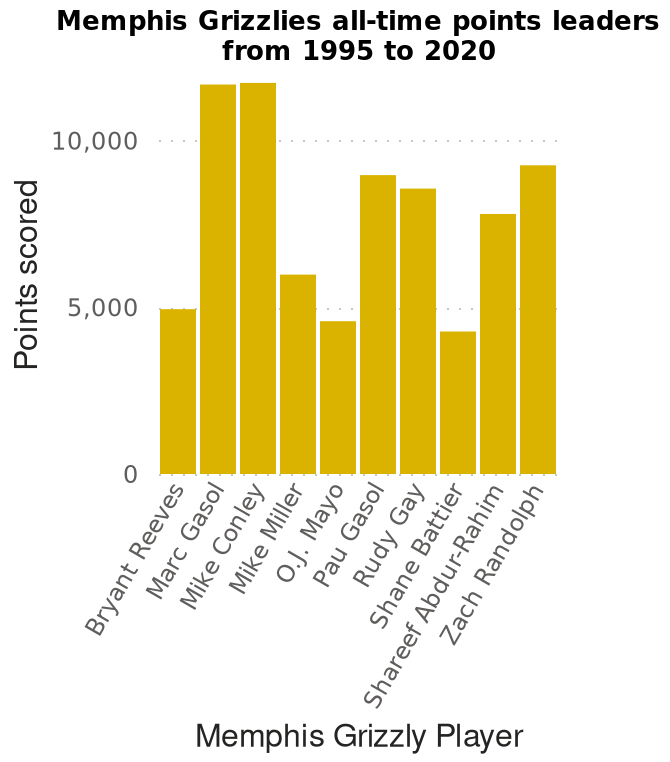 Memphis Grizzlies all-time points leaders
from 1995 to 2020
10,000
5,000
0
Points scored
Bryant Reeves
Marc Gasol
Mike Conley
Mike Miller
O.J. Mayo
Pau Gasol
Rudy Gay
Shane Battier
Shareef Abdur-Rahim
Zach Randolph
Memphis Grizzly Player